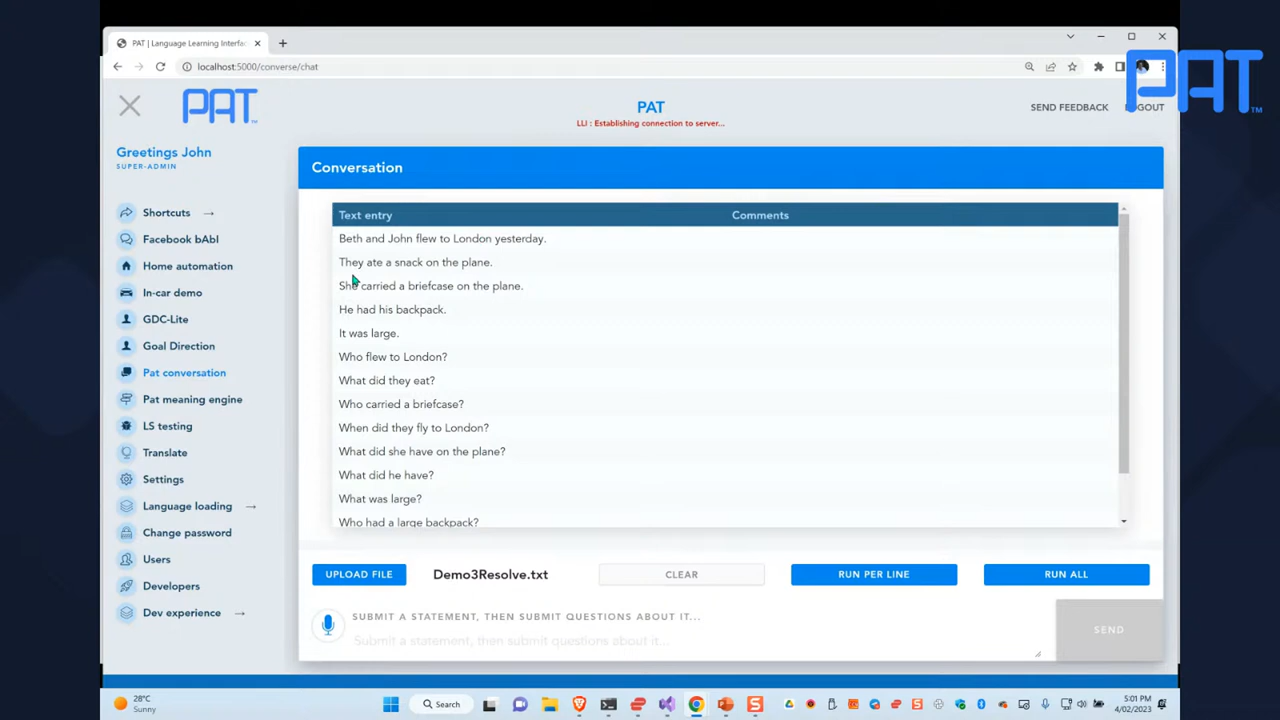 PAT | Language Learning Interfa
localhost:5000/converse/chat
PAT™
PAT™
PAT
LLI : Establishing connection to server...
SEND FEEDBACK
OGOUT
Greetings John
SUPER-ADMIN
Shortcuts →
Facebook bAbI
Home automation
In-car demo
GDC-Lite
Goal Direction
Pat conversation
Pat meaning engine
LS testing
Translate
Settings
Language loading →
Change password
Users
Developers
Dev experience →
Conversation
Text entry Comments
Beth and John flew to London yesterday.
They ate a snack on the plane.
She carried a briefcase on the plane.
He had his backpack.
It was large.
Who flew to London?
What did they eat?
Who carried a briefcase?
When did they fly to London?
What did she have on the plane?
What did he have?
What was large?
Who had a large backpack?
UPLOAD FILE
Demo3Resolve.txt
CLEAR
RUN PER LINE
RUN ALL
SUBMIT A STATEMENT, THEN SUBMIT QUESTIONS ABOUT IT...
Submit a statement, then submit questions about it...
SEND
28°C
Sunny
Search
5:01 PM
4/02/2023